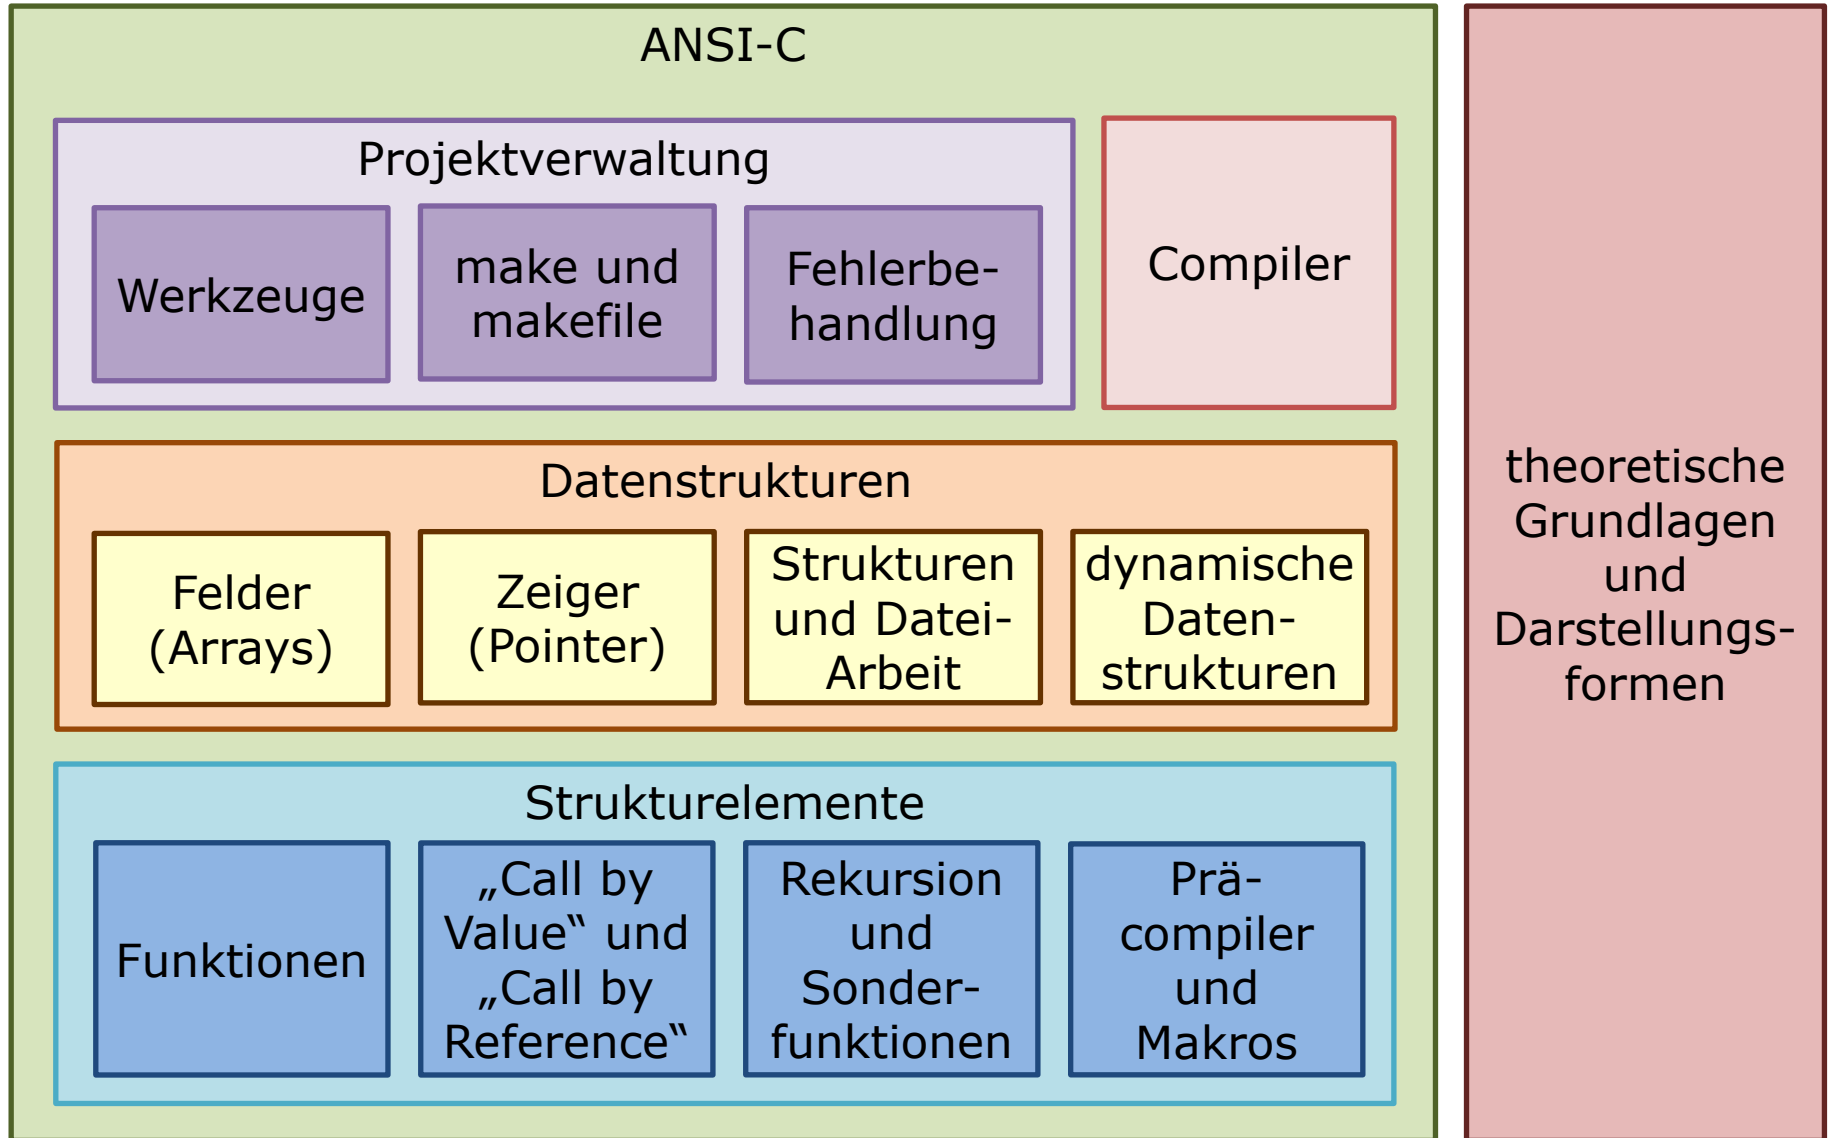 ANSI-C
Projektverwaltung
Werkzeuge
make und
makefile
Fehlerbe-
handlung
Compiler
Datenstrukturen
Felder
(Arrays)
Zeiger
(Pointer)
Strukturen
und Datei-
Arbeit
dynamische
Daten-
strukturen
Strukturelemente
Funktionen
„Call by
Value“ und
„Call by
Reference“
Rekursion
und
Sonder-
funktionen
Prä-
compiler
und
Makros
theoretische
Grundlagen
und
Darstellungs-
formen